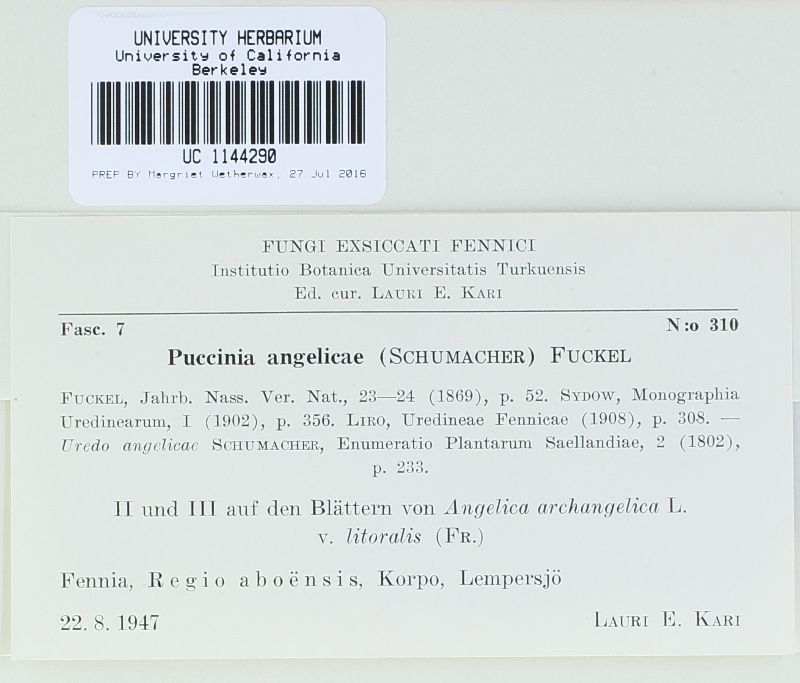 UNIVERSITY HERBARIUM
University of California
Berkeley
UC 1144290
PREP BY Margriet Wetherwax, 27 Jul 2016
FUNGI EXSICCATI FENNICI
Institutio Botanica Universitatis Turkuensis
Ed. cur. LAURI E. KARI
Fasc. 7 N:o 310
Puccinia angelicae (SCHUMACHER) FUCKEL
FUCKEL, Jahrb. Nass. Ver. Nat., 23—24 (1869), p. 52. SYDOW, Monographia
Uredinearum, I (1902), p. 356. LIRO, Uredineae Fennicae (1908), p. 308. —
Uredo angelicae SCHUMACHER, Enumeratio Plantarum Saellandiae, 2 (1802),
p. 233.
II und III auf den Blättern von Angelica archangelica L.
v. litoralis (FR.)
Fennia, Regio aboënsis, Korpo, Lempersjö
22. 8. 1947 LAURI E. KARI